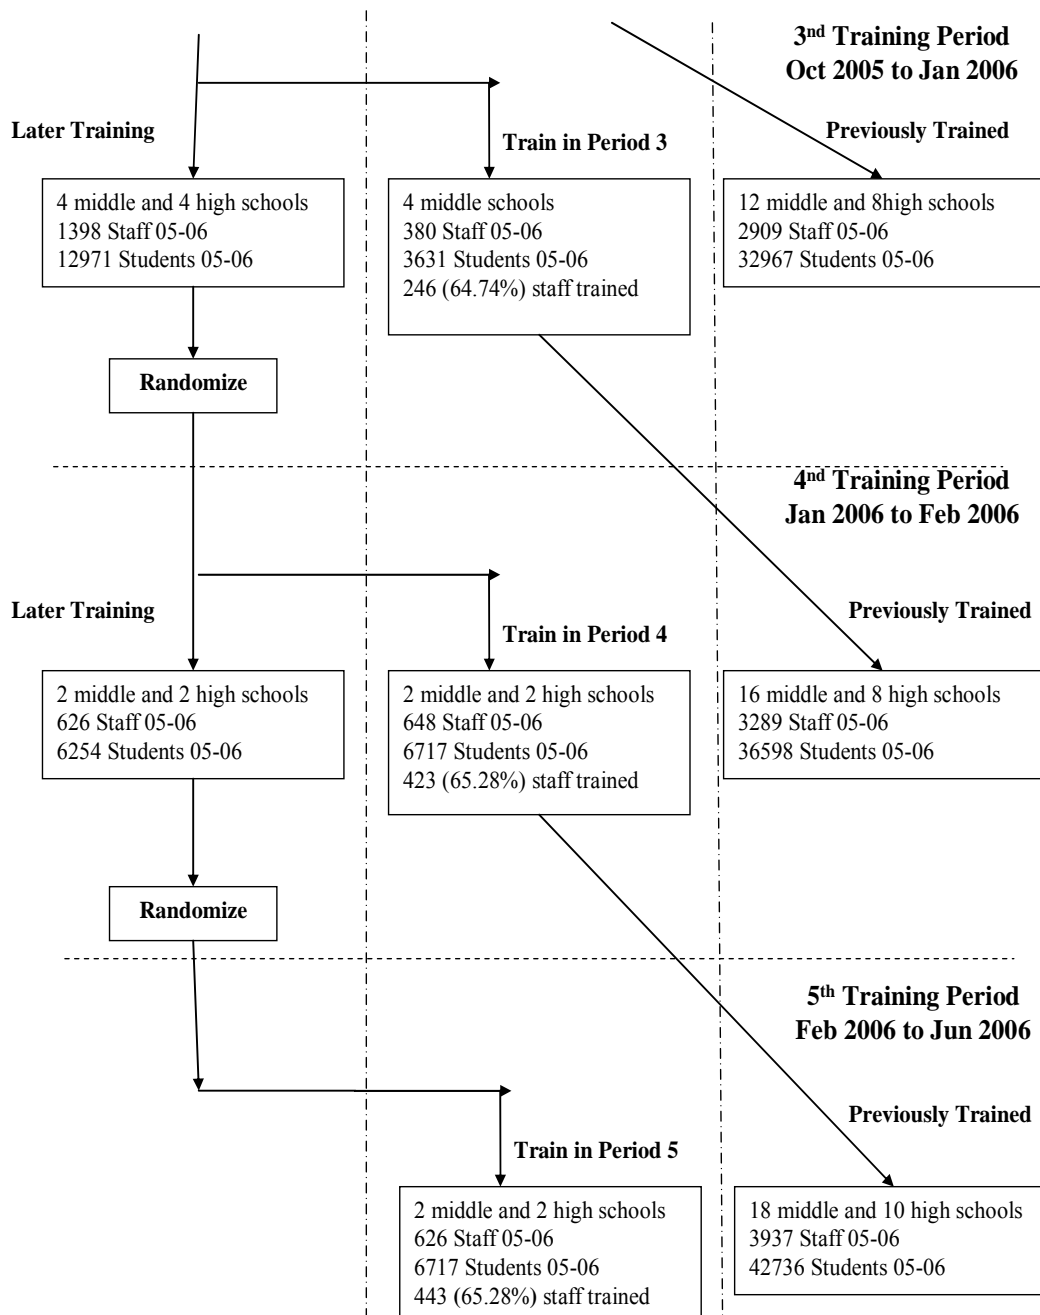 3nd Training Period
Oct 2005 to Jan 2006
Later Training
Train in Period 3
Previously Trained
4 middle and 4 high schools
1398 Staff 05-06
12971 Students 05-06
4 middle schools
380 Staff 05-06
3631 Students 05-06
246 (64.74%) staff trained
12 middle and 8high schools
2909 Staff 05-06
32967 Students 05-06
Randomize
4nd Training Period
Jan 2006 to Feb 2006
Later Training
Train in Period 4
Previously Trained
2 middle and 2 high schools
626 Staff 05-06
6254 Students 05-06
2 middle and 2 high schools
648 Staff 05-06
6717 Students 05-06
423 (65.28%) staff trained
16 middle and 8 high schools
3289 Staff 05-06
36598 Students 05-06
Randomize
5th Training Period
Feb 2006 to Jun 2006
Train in Period 5
Previously Trained
2 middle and 2 high schools
626 Staff 05-06
6717 Students 05-06
443 (65.28%) staff trained
18 middle and 10 high schools
3937 Staff 05-06
42736 Students 05-06